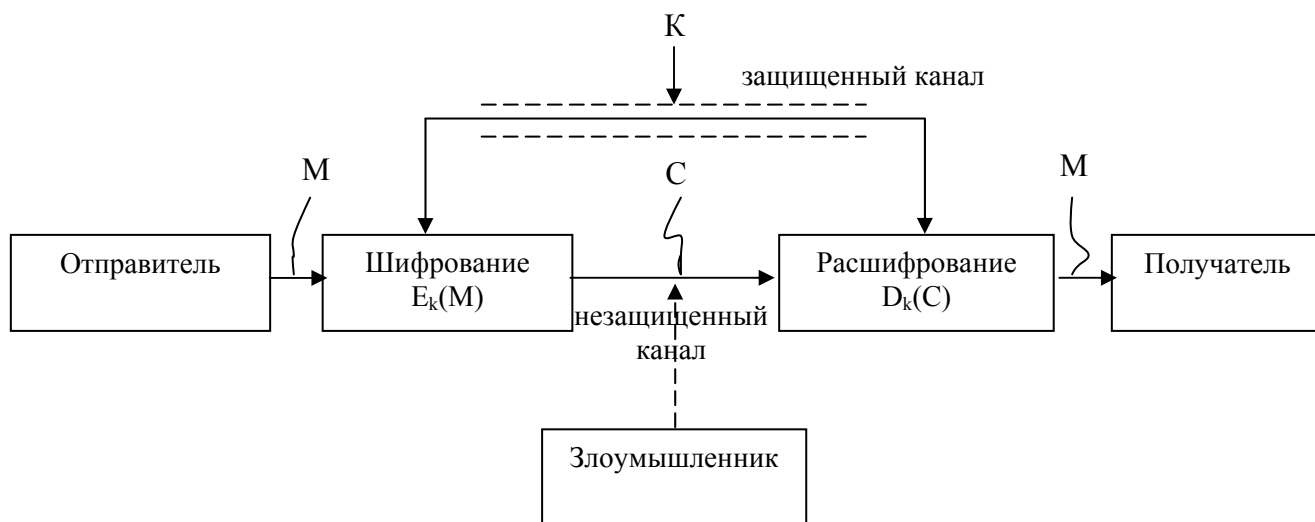 К
защищенный канал
М
С
М
Отправитель
Шифрование
Eₖ(М)
Расшифрование
Dₖ(С)
Получатель
незащищенный
канал
Злоумышленник